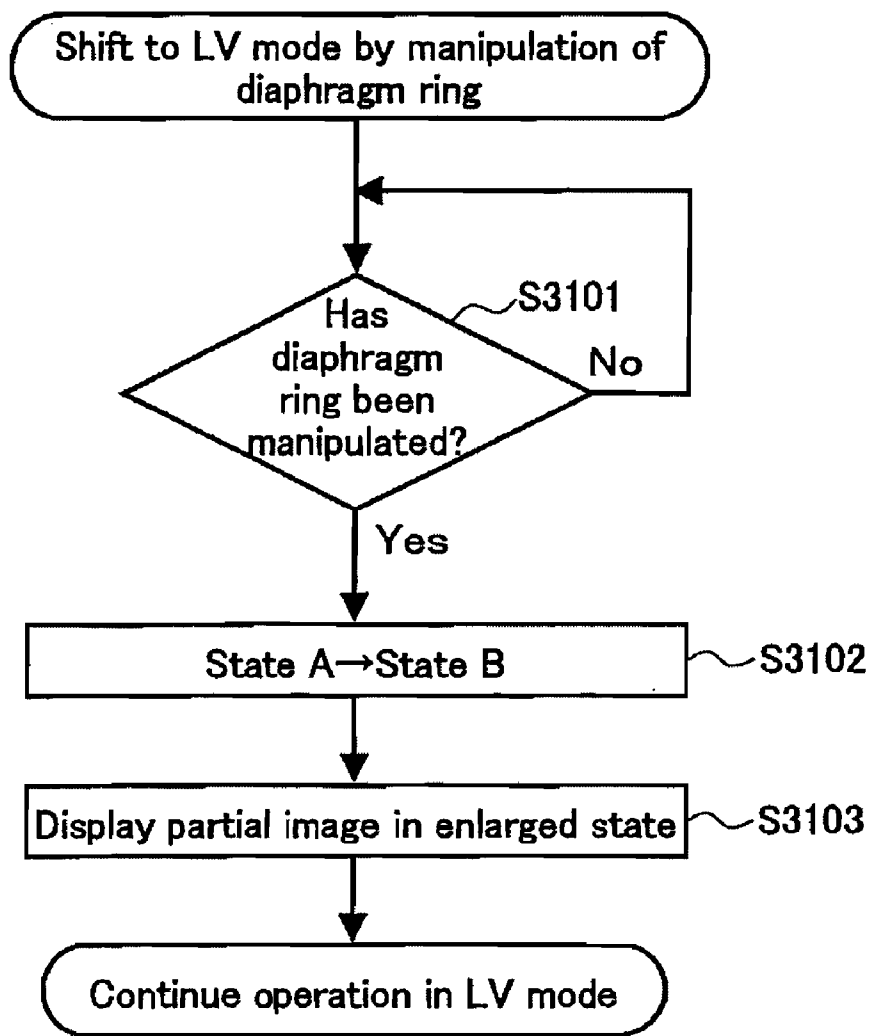 Shift to LV mode by manipulation of
diaphragm ring
S3101
Has
diaphragm
ring been
manipulated?
No
Yes
State A→State B
S3102
Display partial image in enlarged state
S3103
Continue operation in LV mode